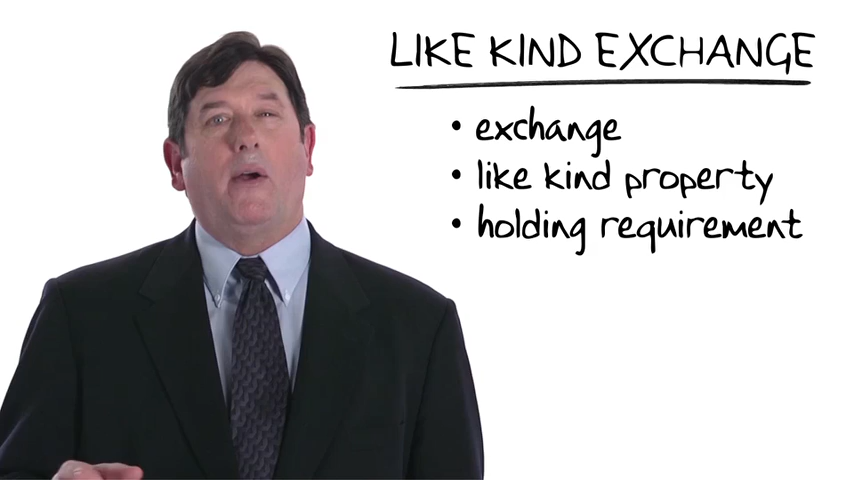 LIKE KIND EXCHANGE
• exchange
• like kind property
• holding requirement